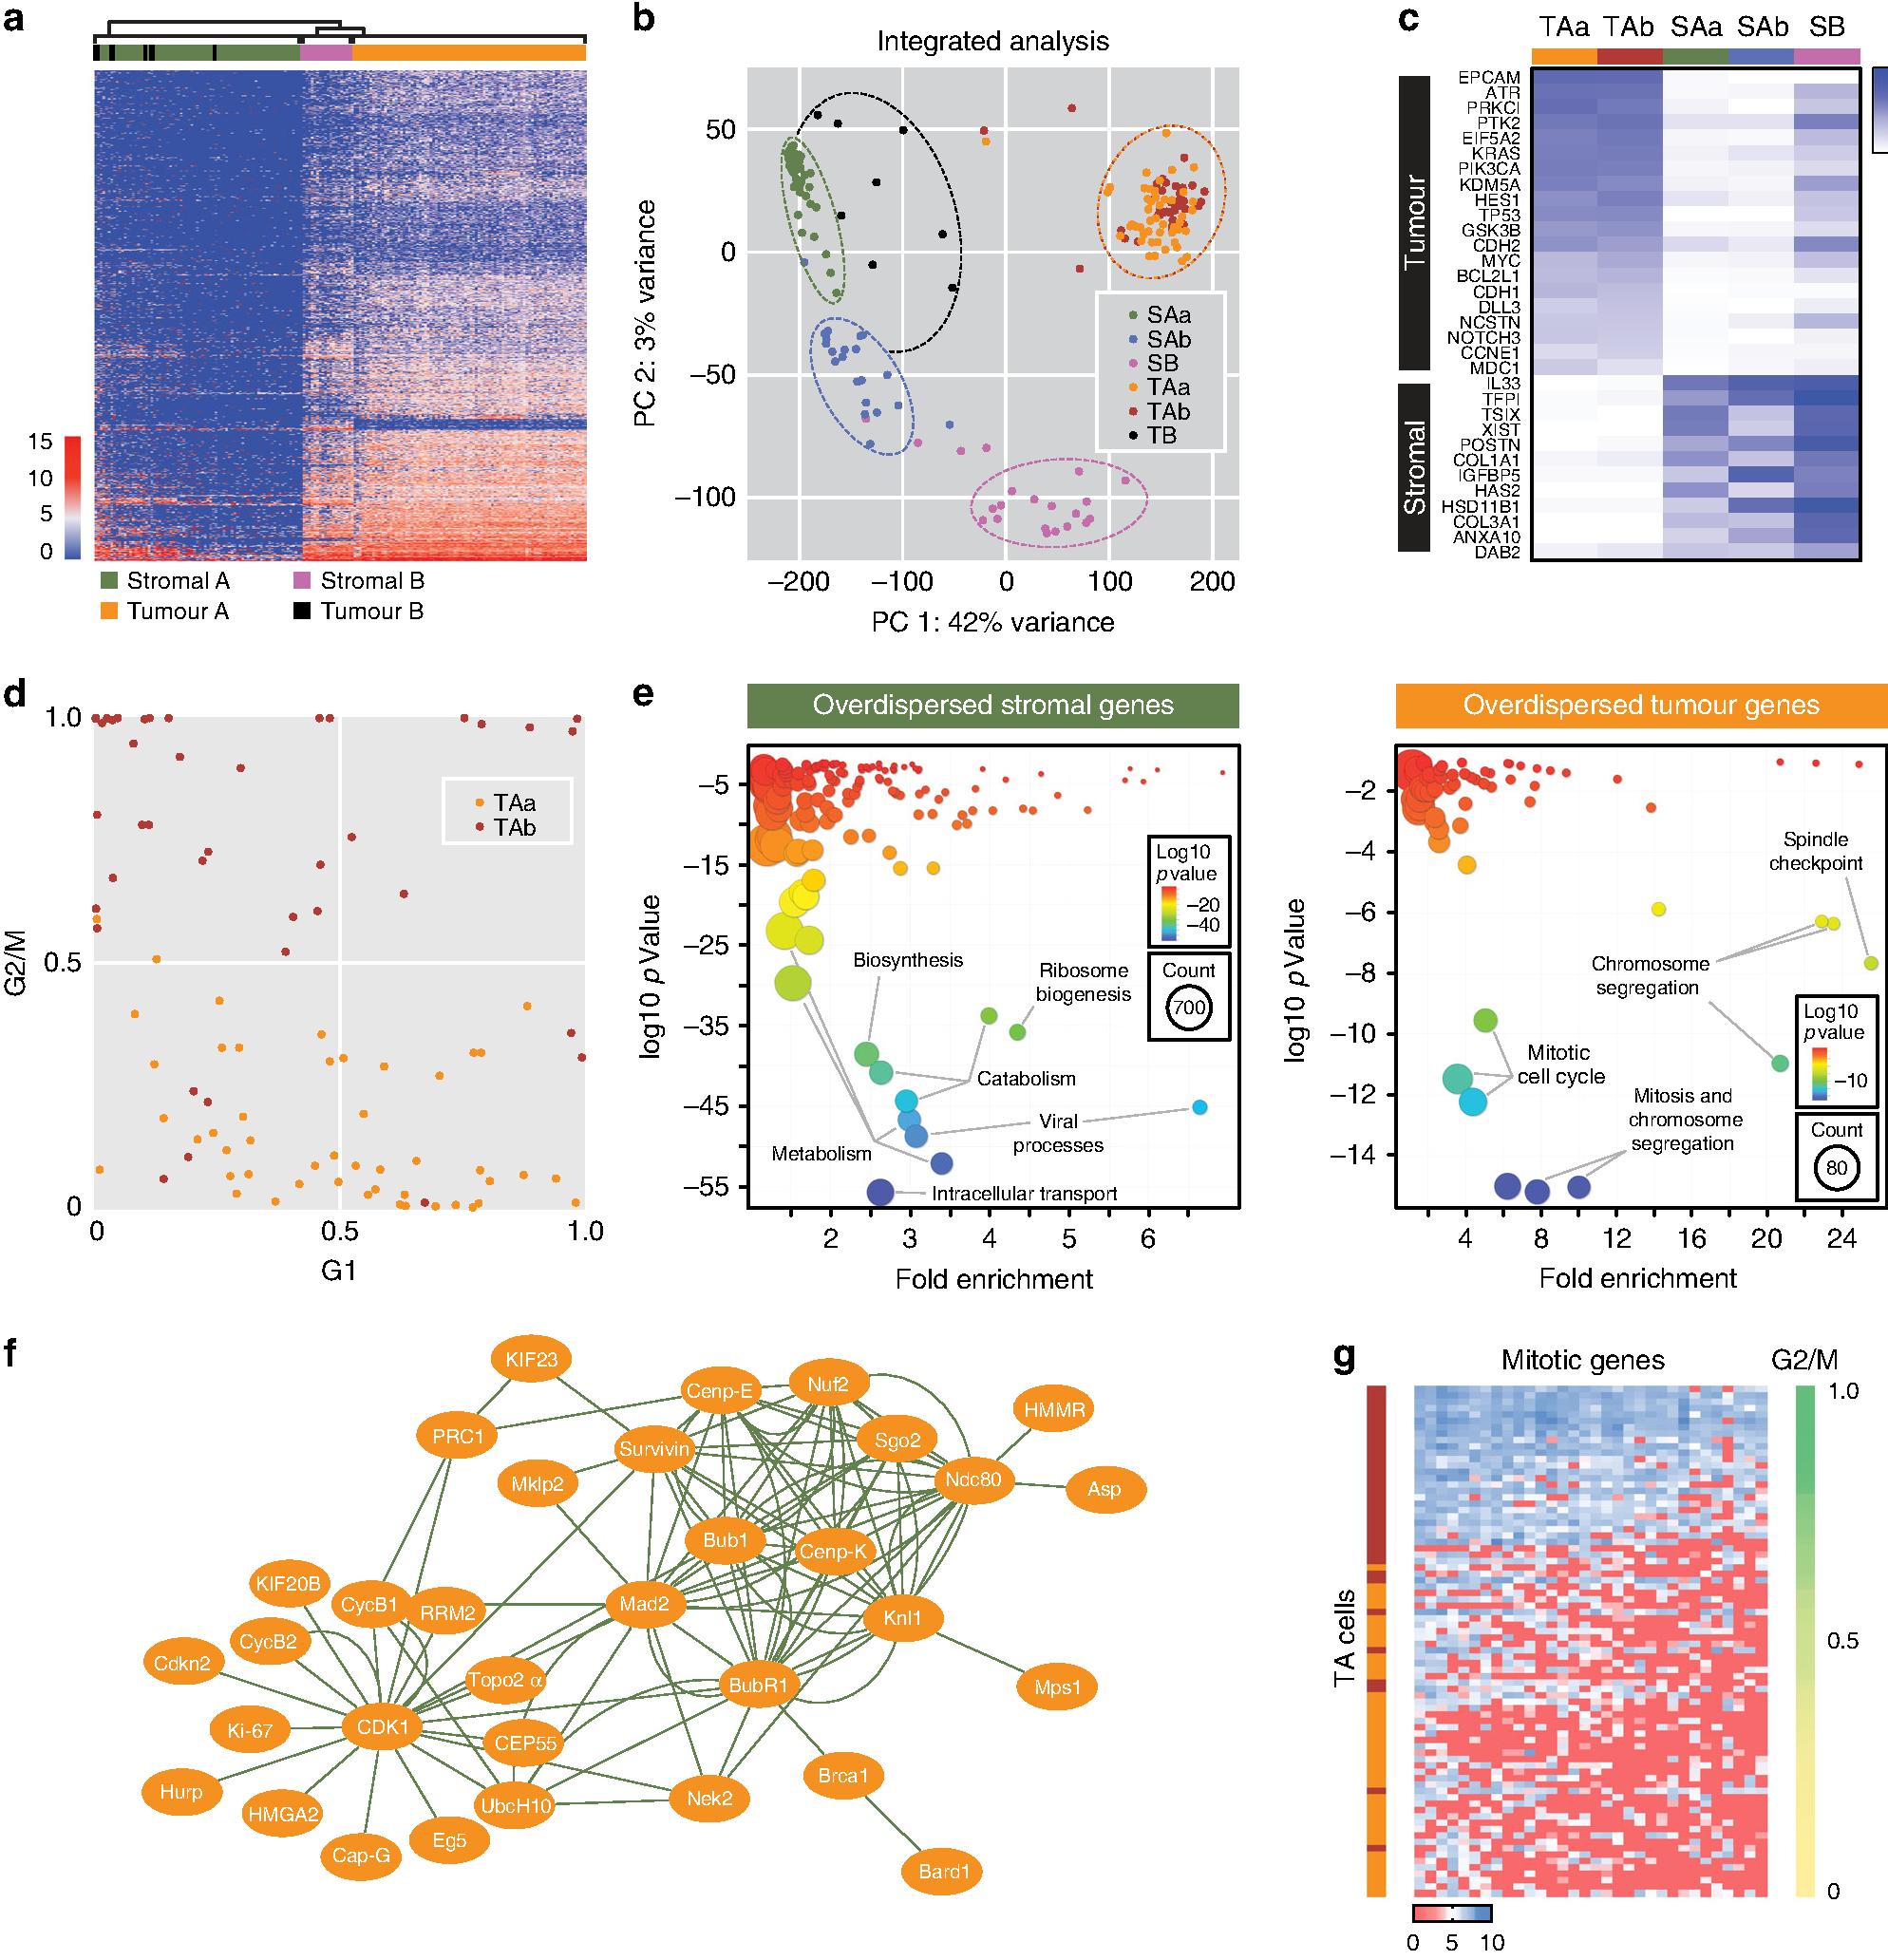 a
15
10
5
0
Stromal A
Stromal B
Tumour A
Tumour B
b
Integrated analysis
PC 2: 3% variance
50
0
−50
−100
SAa
SAb
SB
TAa
TAb
TB
−200
−100
0
100
200
PC 1: 42% variance
c
TAa
TAb
SAa
SAb
SB
Tumour
EPCAM
ATR
PRKCI
PTK2
EIF5A2
KRAS
PIK3CA
KDM5A
HES1
TP53
GSK3B
CDH2
MYC
BCL2L1
CDH1
DLL3
NCSTN
NOTCH3
CCNE1
MDC1
Stromal
IL33
TFPI
TSIX
XIST
POSTN
COL1A1
IGFBP5
HAS2
HSD11B1
COL3A1
ANXA10
DAB2
d
G2/M
1.0
0.5
0
TAa
TAb
0
0.5
1.0
G1
e
Overdispersed stromal genes
log10 pValue
−5
−15
−25
−35
−45
−55
Log10
pvalue
−20
−40
Count
700
Biosynthesis
Ribosome
biogenesis
Catabolism
Viral
processes
Metabolism
Intracellular transport
2
3
4
5
6
Fold enrichment
Overdispersed tumour genes
log10 pValue
−2
−4
−6
−8
−10
−12
−14
Spindle
checkpoint
Chromosome
segregation
Log10
pvalue
−10
Mitotic
cell cycle
Mitosis and
chromosome
segregation
Count
80
4
8
12
16
20
24
Fold enrichment
f
KIF23
Cenp-E
Nuf2
HMMR
PRC1
Survivin
Sgo2
Mklp2
Ndc80
Asp
Bub1
Cenp-K
KIF20B
CycB1
RRM2
Mad2
Knl1
CycB2
Cdkn2
Topo2 α
BubR1
Mps1
Ki-67
CDK1
CEP55
Hurp
HMGA2
UbcH10
Nek2
Brca1
Cap-G
Eg5
Bard1
g
Mitotic genes
G2/M
TA cells
1.0
0.5
0
0
5
10